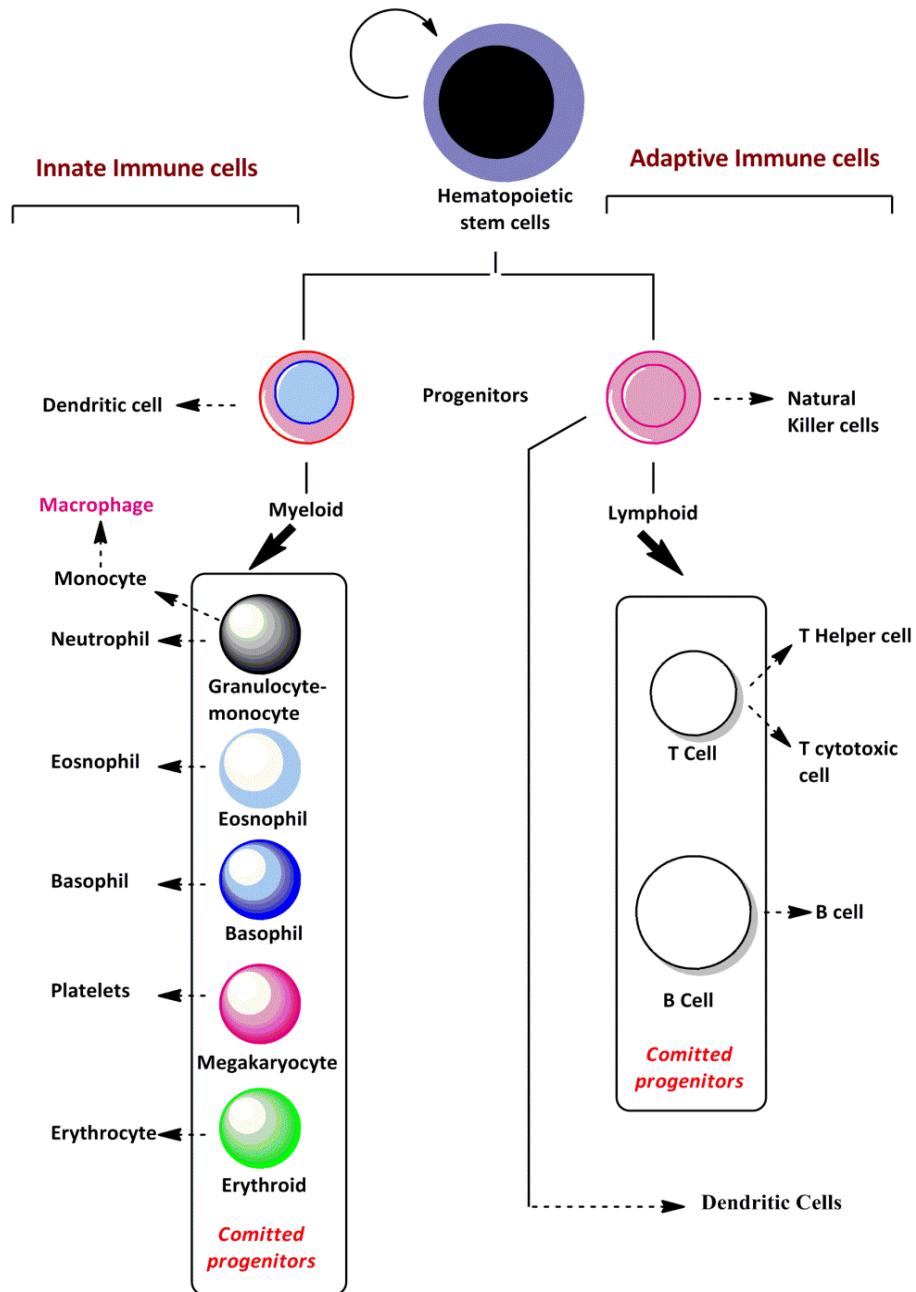 Innate Immune cells
Adaptive Immune cells
Hematopoietic
stem cells
Dendritic cell
Progenitors
Natural
Killer cells
Macrophage
Myeloid
Lymphoid
Monocyte
Neutrophil
Granulocyte-
monocyte
Eosnophil
Eosnophil
Basophil
Basophil
Platelets
Megakaryocyte
Erythrocyte
Erythroid
Comitted
progenitors
T Helper cell
T Cell
T cytotoxic
cell
B cell
B Cell
Comitted
progenitors
Dendritic Cells